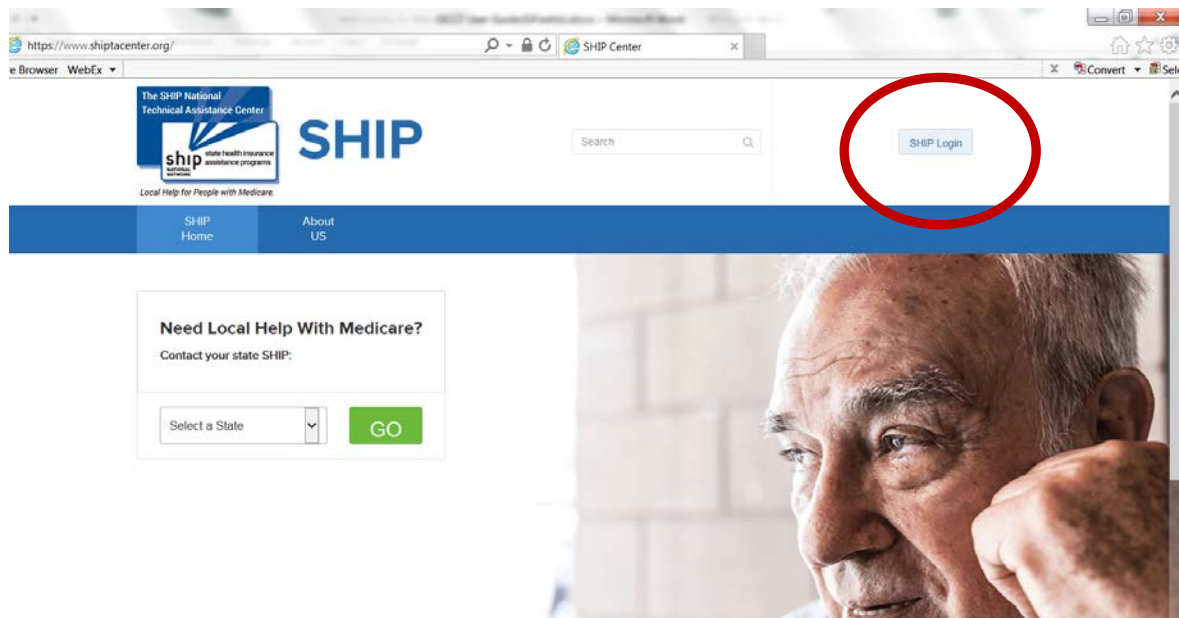 https://www.shiptacenter.org/
SHIP Center
e Browser WebEx
Convert
The SHIP National
Technical Assistance Center
ship
state health insurance
assistance programs
NATIONAL
NETWORK
Local Help for People with Medicare.
SHIP
Search
SHIP Login
SHIP
Home
About
US
Need Local Help With Medicare?
Contact your state SHIP:
Select a State
GO